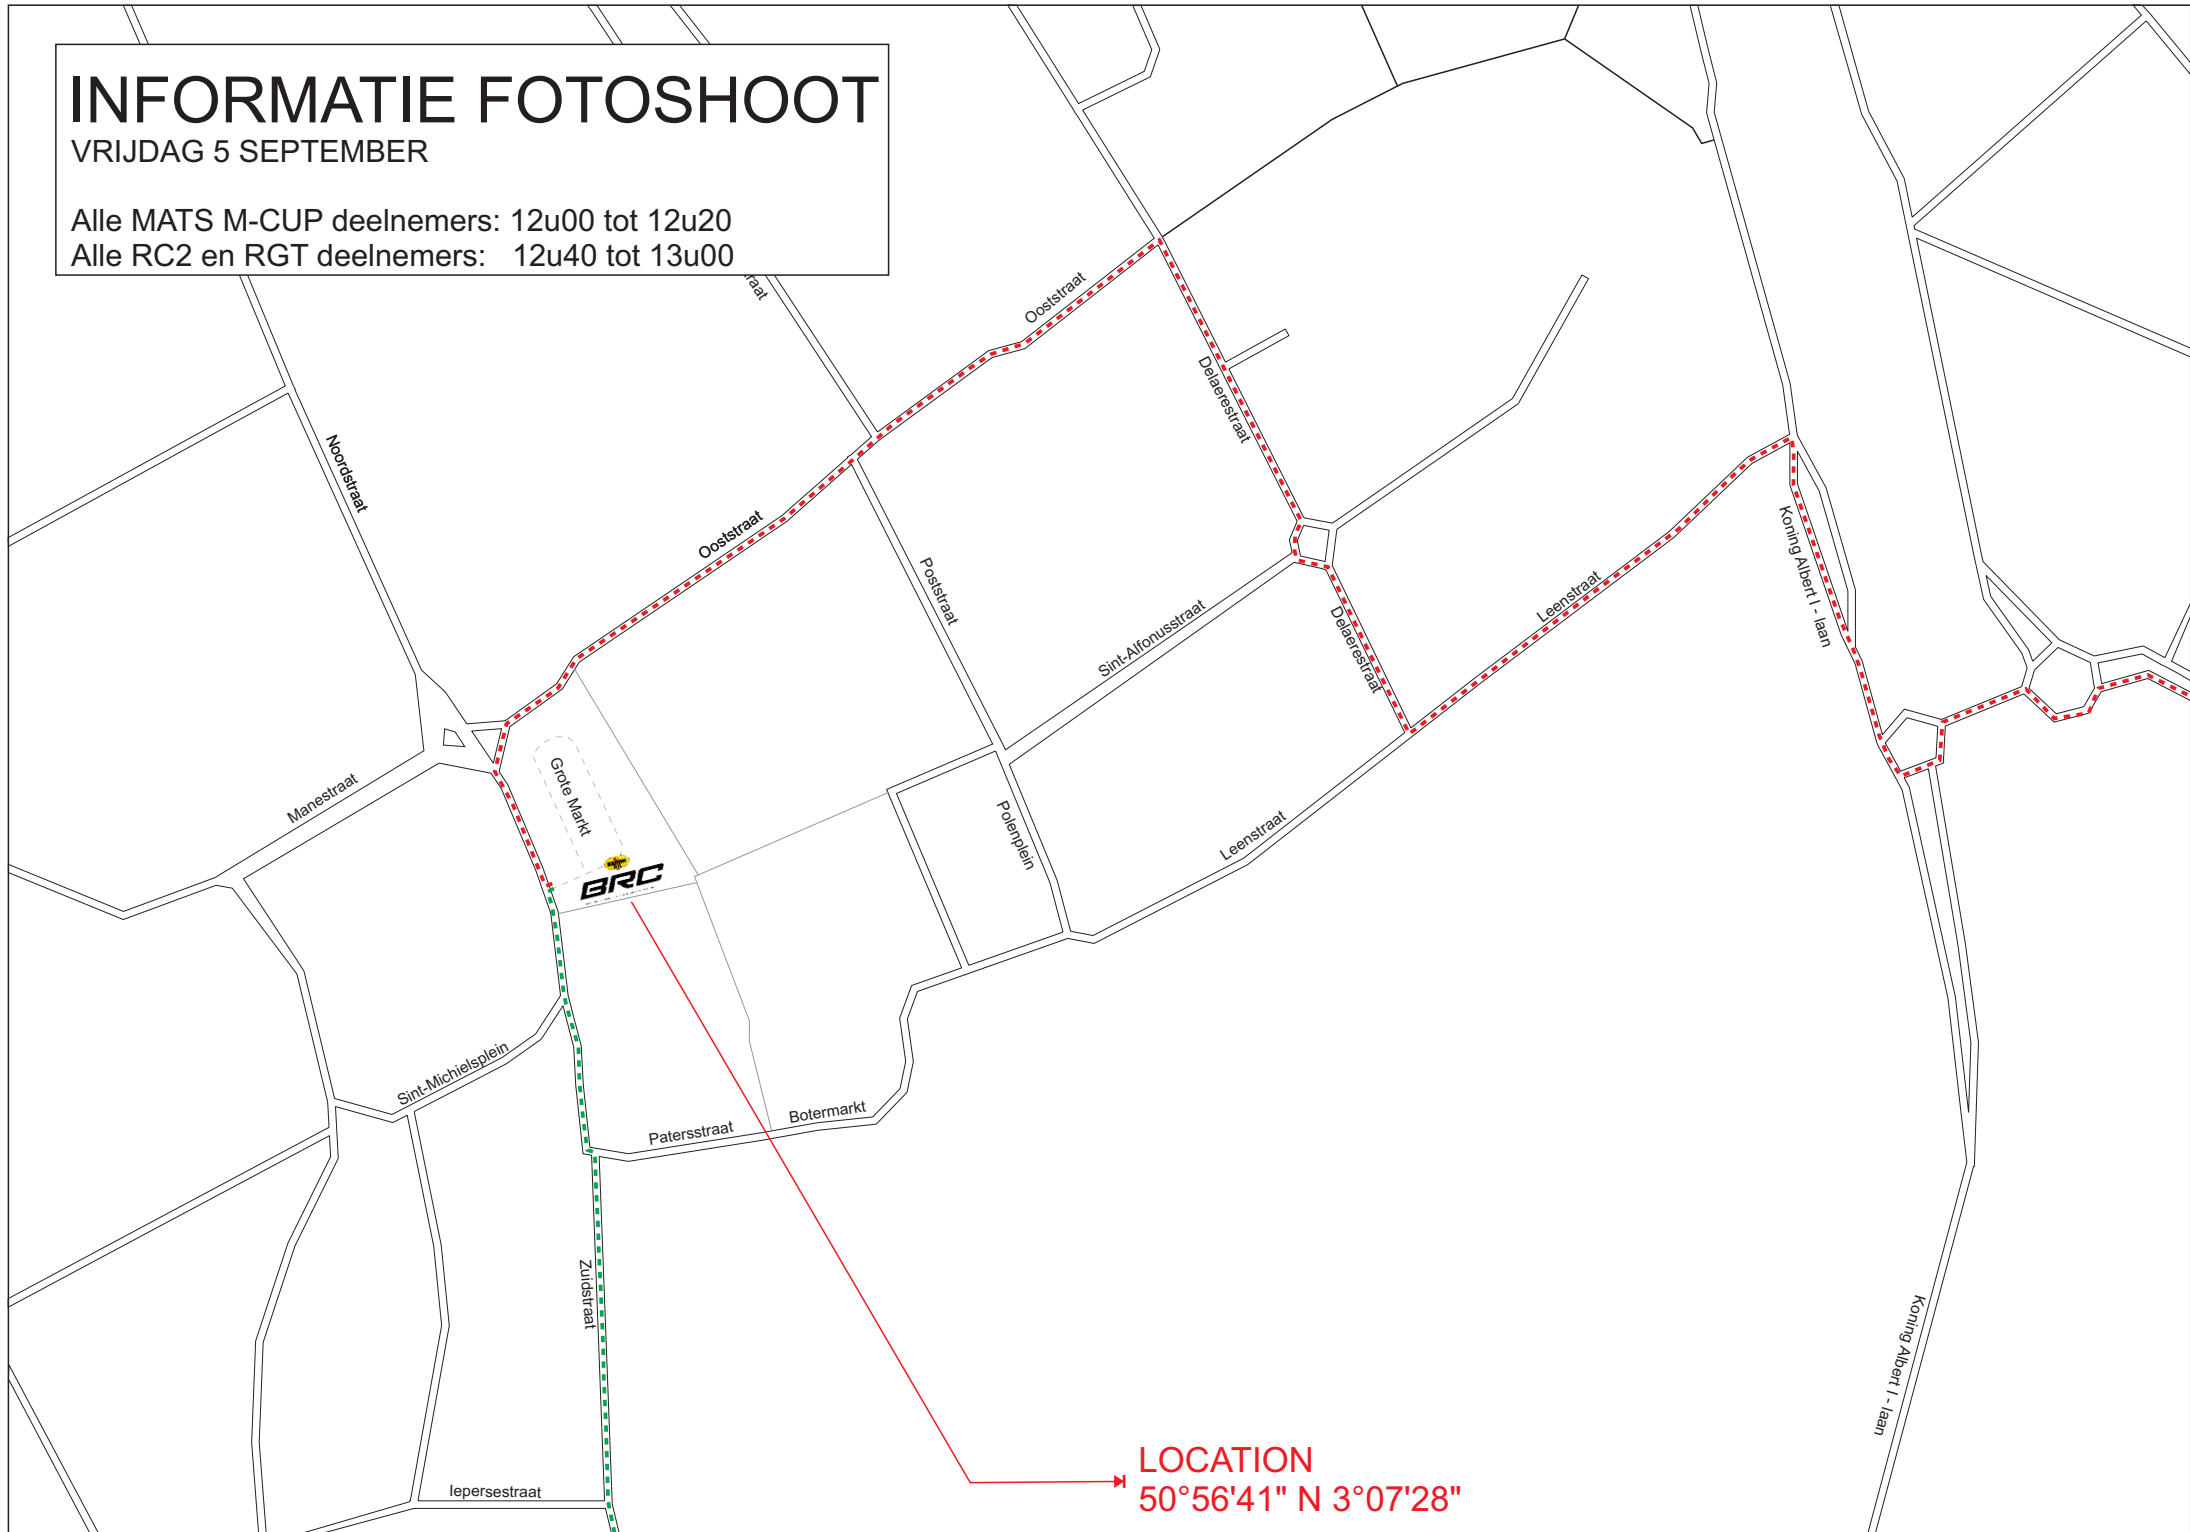 INFORMATIE FOTOSHOOT
VRIJDAG 5 SEPTEMBER
Alle MATS M-CUP deelnemers: 12u00 tot 12u20
Alle RC2 en RGT deelnemers: 12u40 tot 13u00
raat
Ooststraat
Delaerestraat
Noordstraat
Ooststraat
Koning Albert I - laan
Poststraat
Leenstraat
Sint-Alfonusstraat
Delaerestraat
Grote Markt
Manestraat
Polenplein
Leenstraat
BRC
Sint-Michielsplein
Botermarkt
Patersstraat
Zuidstraat
Koning Albert I - laan
Iepersestraat
LOCATION
50°56'41" N 3°07'28"